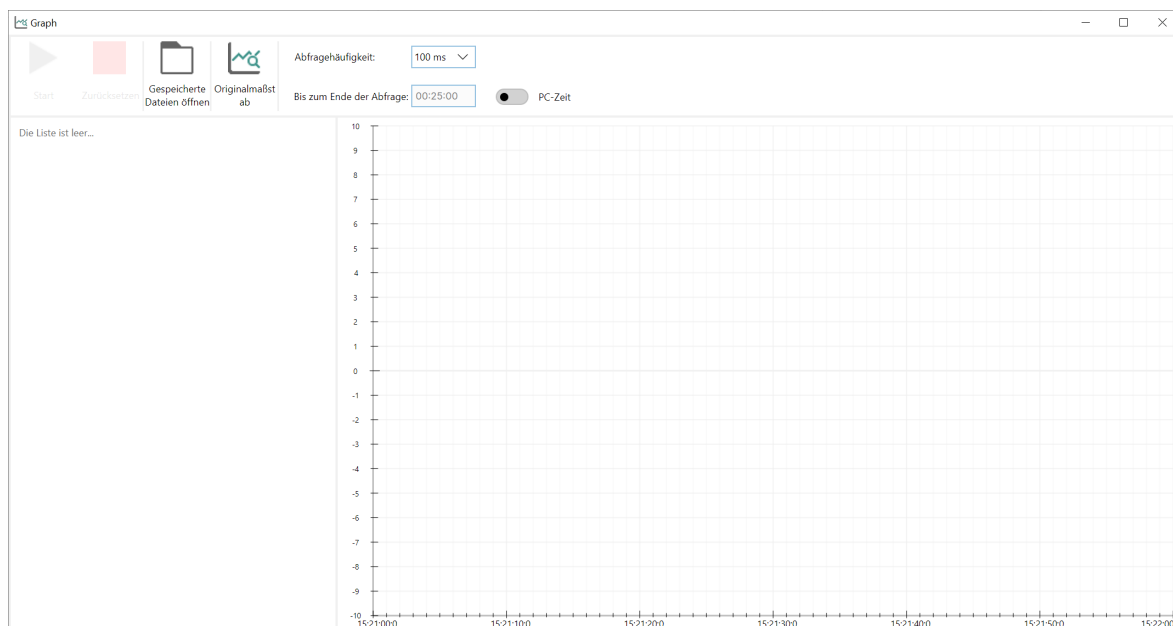 Graph
Start
Zurücksetzen
Gespeicherte
Dateien öffnen
Originalmaßst
ab
Abfragehäufigkeit:
100 ms
Bis zum Ende der Abfrage:
00:25:00
PC-Zeit
Die Liste ist leer...
10
9
8
7
6
5
4
3
2
1
0
-1
-2
-3
-4
-5
-6
-7
-8
-9
-10
15:21:00:0
15:21:10:0
15:21:20:0
15:21:30:0
15:21:40:0
15:21:50:0
15:22:00: